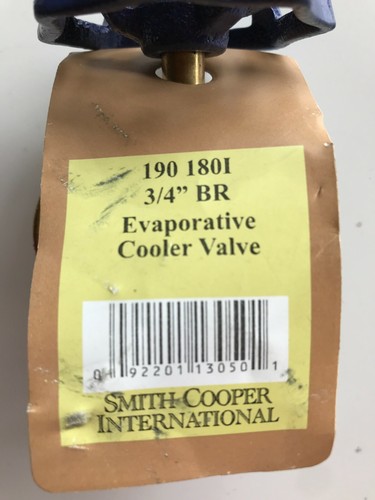 190 180I
3/4” BR
Evaporative
Cooler Valve
0 92201 13050 1
SMITH-COOPER
INTERNATIONAL